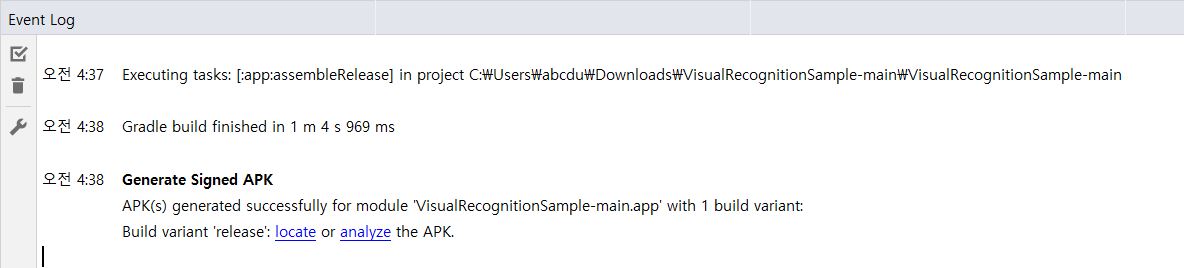 Event Log
오전 4:37 Executing tasks: [:app:assembleRelease] in project C:₩Users₩abcdu₩Downloads₩VisualRecognitionSample-main₩VisualRecognitionSample-main
오전 4:38 Gradle build finished in 1 m 4 s 969 ms
오전 4:38 Generate Signed APK
APK(s) generated successfully for module 'VisualRecognitionSample-main.app' with 1 build variant:
Build variant 'release': locate or analyze the APK.